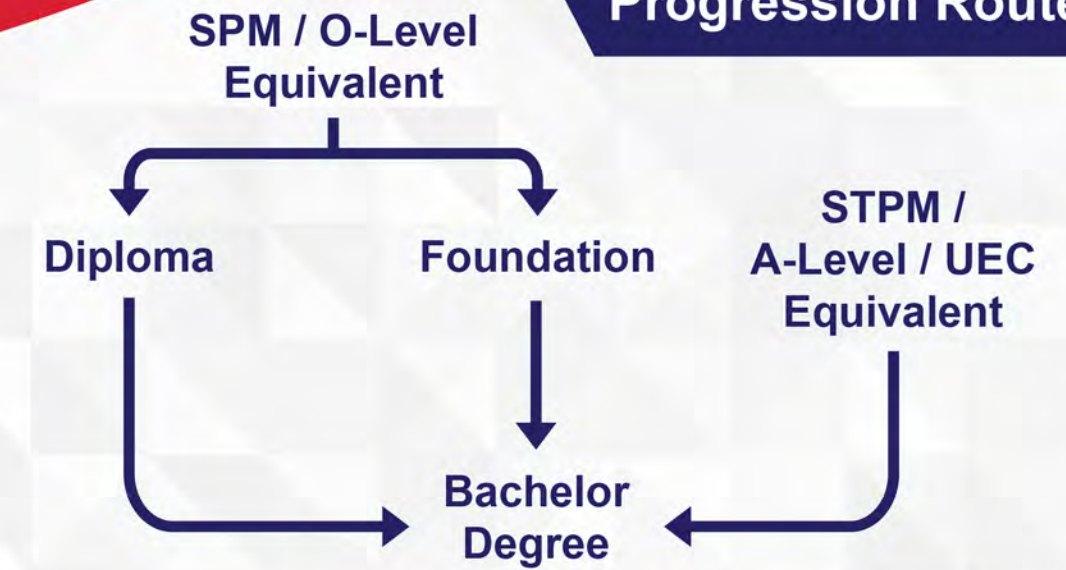 Progression Route
SPM / O-Level
Equivalent
Diploma
Foundation
STPM /
A-Level / UEC
Equivalent
Bachelor
Degree